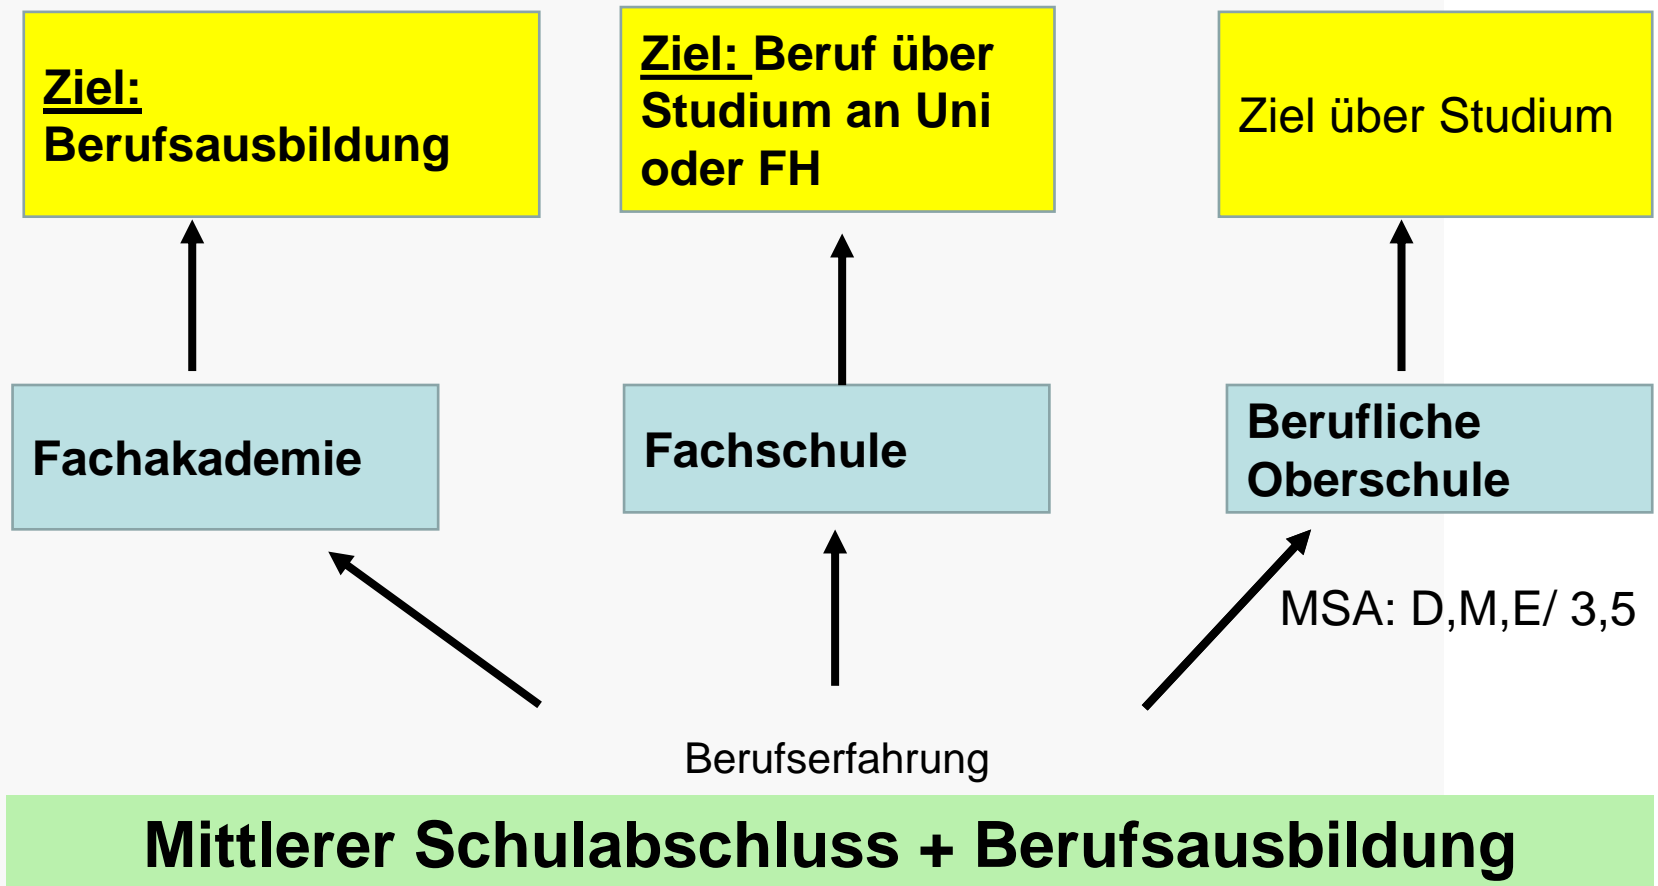 Ziel:
Berufsausbildung
Ziel: Beruf über
Studium an Uni
oder FH
Ziel über Studium
Fachakademie
Fachschule
Berufliche
Oberschule
MSA: D,M,E/ 3,5
Berufserfahrung
Mittlerer Schulabschluss + Berufsausbildung